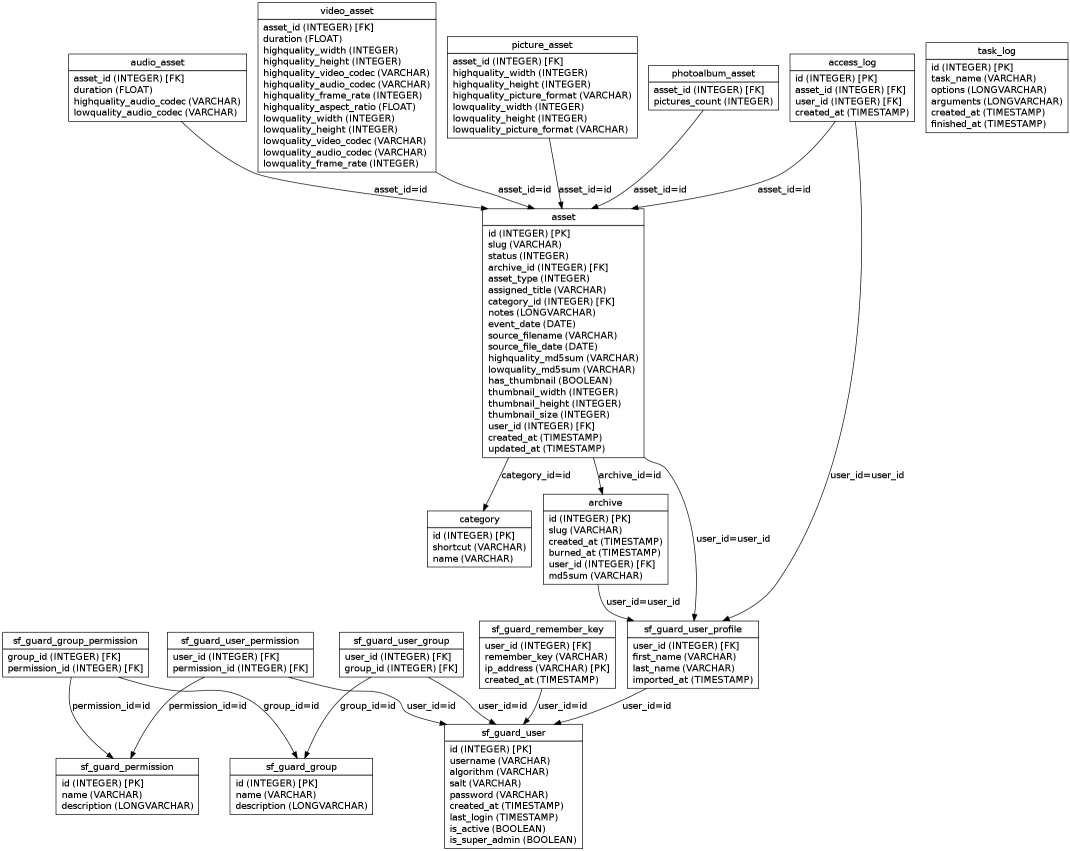 video_asset
asset_id (INTEGER) [FK]
duration (FLOAT)
highquality_width (INTEGER)
highquality_height (INTEGER)
highquality_video_codec (VARCHAR)
highquality_audio_codec (VARCHAR)
highquality_frame_rate (INTEGER)
highquality_aspect_ratio (FLOAT)
lowquality_width (INTEGER)
lowquality_height (INTEGER)
lowquality_video_codec (VARCHAR)
lowquality_audio_codec (VARCHAR)
lowquality_frame_rate (INTEGER)
audio_asset
asset_id (INTEGER) [FK]
duration (FLOAT)
highquality_audio_codec (VARCHAR)
lowquality_audio_codec (VARCHAR)
picture_asset
asset_id (INTEGER) [FK]
highquality_width (INTEGER)
highquality_height (INTEGER)
highquality_picture_format (VARCHAR)
lowquality_width (INTEGER)
lowquality_height (INTEGER)
lowquality_picture_format (VARCHAR)
photoalbum_asset
asset_id (INTEGER) [FK]
pictures_count (INTEGER)
access_log
id (INTEGER) [PK]
asset_id (INTEGER) [FK]
user_id (INTEGER) [FK]
created_at (TIMESTAMP)
task_log
id (INTEGER) [PK]
task_name (VARCHAR)
options (LONGVARCHAR)
arguments (LONGVARCHAR)
created_at (TIMESTAMP)
finished_at (TIMESTAMP)
asset_id=id
asset_id=id
asset_id=id
asset_id=id
asset_id=id
asset
id (INTEGER) [PK]
slug (VARCHAR)
status (INTEGER)
archive_id (INTEGER) [FK]
asset_type (INTEGER)
assigned_title (VARCHAR)
category_id (INTEGER) [FK]
notes (LONGVARCHAR)
event_date (DATE)
source_filename (VARCHAR)
source_file_date (DATE)
highquality_md5sum (VARCHAR)
lowquality_md5sum (VARCHAR)
has_thumbnail (BOOLEAN)
thumbnail_width (INTEGER)
thumbnail_height (INTEGER)
thumbnail_size (INTEGER)
user_id (INTEGER) [FK]
created_at (TIMESTAMP)
updated_at (TIMESTAMP)
category_id=id
archive_id=id
user_id=user_id
category
id (INTEGER) [PK]
shortcut (VARCHAR)
name (VARCHAR)
archive
id (INTEGER) [PK]
slug (VARCHAR)
created_at (TIMESTAMP)
burned_at (TIMESTAMP)
user_id (INTEGER) [FK]
md5sum (VARCHAR)
user_id=user_id
user_id=user_id
sf_guard_group_permission
group_id (INTEGER) [FK]
permission_id (INTEGER) [FK]
sf_guard_user_permission
user_id (INTEGER) [FK]
permission_id (INTEGER) [FK]
sf_guard_user_group
user_id (INTEGER) [FK]
group_id (INTEGER) [FK]
sf_guard_remember_key
user_id (INTEGER) [FK]
remember_key (VARCHAR)
ip_address (VARCHAR) [PK]
created_at (TIMESTAMP)
sf_guard_user_profile
user_id (INTEGER) [FK]
first_name (VARCHAR)
last_name (VARCHAR)
imported_at (TIMESTAMP)
permission_id=id
permission_id=id
group_id=id
group_id=id
user_id=id
user_id=id
user_id=id
user_id=id
sf_guard_permission
id (INTEGER) [PK]
name (VARCHAR)
description (LONGVARCHAR)
sf_guard_group
id (INTEGER) [PK]
name (VARCHAR)
description (LONGVARCHAR)
sf_guard_user
id (INTEGER) [PK]
username (VARCHAR)
algorithm (VARCHAR)
salt (VARCHAR)
password (VARCHAR)
created_at (TIMESTAMP)
last_login (TIMESTAMP)
is_active (BOOLEAN)
is_super_admin (BOOLEAN)